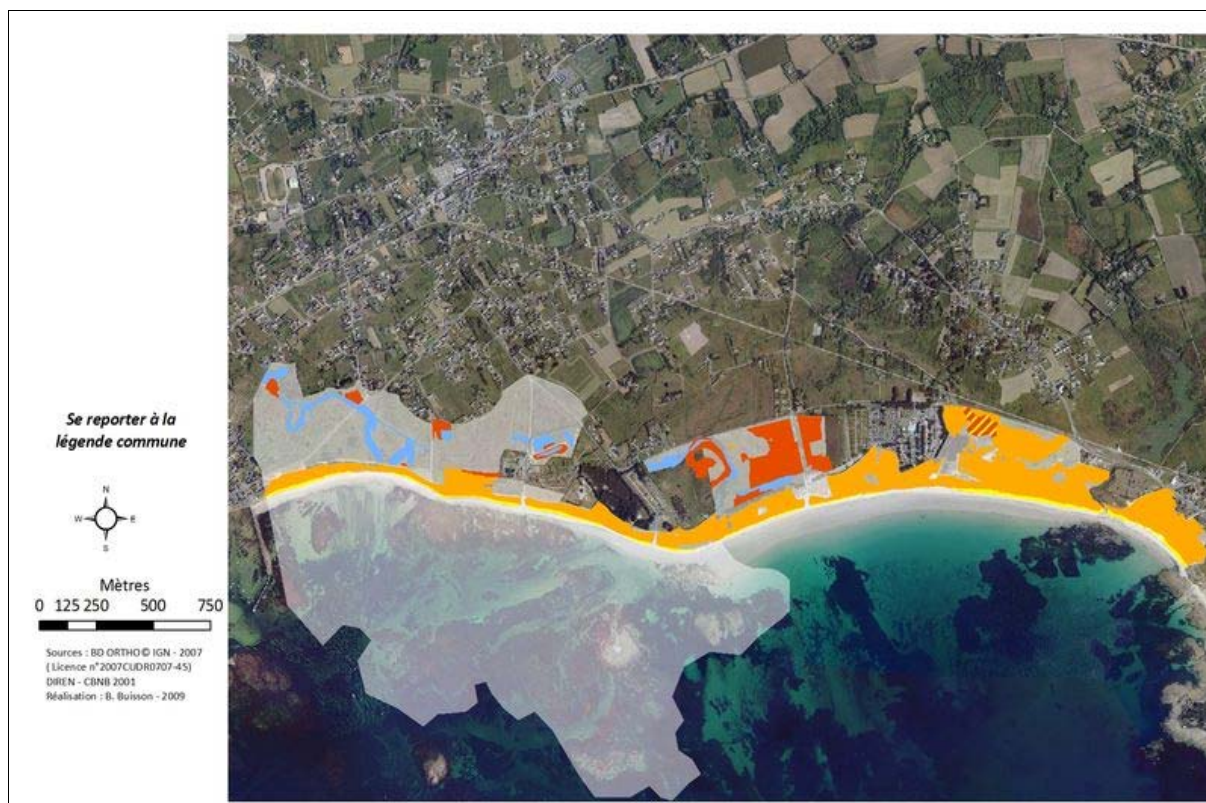 Se reporter à la
légende commune
N
W E
S
Mètres
0 125 250 500 750
Sources : BD ORTHO© IGN - 2007
( Licence n°2007CUDR0707-45)
DIREN - CBNB 2001
Réalisation : B. Buisson - 2009